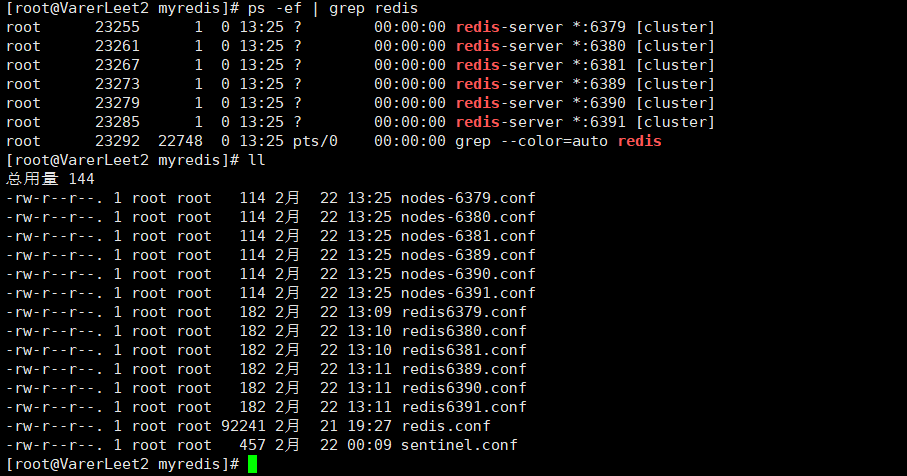 [root@VarerLeet2 myredis]# ps -ef | grep redis
root      23255      1  0 13:25 ?        00:00:00 redis-server *:6379 [cluster]
root      23261      1  0 13:25 ?        00:00:00 redis-server *:6380 [cluster]
root      23267      1  0 13:25 ?        00:00:00 redis-server *:6381 [cluster]
root      23273      1  0 13:25 ?        00:00:00 redis-server *:6389 [cluster]
root      23279      1  0 13:25 ?        00:00:00 redis-server *:6390 [cluster]
root      23285      1  0 13:25 ?        00:00:00 redis-server *:6391 [cluster]
root      23292  22748  0 13:25 pts/0    00:00:00 grep --color=auto redis
[root@VarerLeet2 myredis]# ll
总用量 144
-rw-r--r--. 1 root root   114 2月  22 13:25 nodes-6379.conf
-rw-r--r--. 1 root root   114 2月  22 13:25 nodes-6380.conf
-rw-r--r--. 1 root root   114 2月  22 13:25 nodes-6381.conf
-rw-r--r--. 1 root root   114 2月  22 13:25 nodes-6389.conf
-rw-r--r--. 1 root root   114 2月  22 13:25 nodes-6390.conf
-rw-r--r--. 1 root root   114 2月  22 13:25 nodes-6391.conf
-rw-r--r--. 1 root root   182 2月  22 13:09 redis6379.conf
-rw-r--r--. 1 root root   182 2月  22 13:10 redis6380.conf
-rw-r--r--. 1 root root   182 2月  22 13:10 redis6381.conf
-rw-r--r--. 1 root root   182 2月  22 13:11 redis6389.conf
-rw-r--r--. 1 root root   182 2月  22 13:11 redis6390.conf
-rw-r--r--. 1 root root   182 2月  22 13:11 redis6391.conf
-rw-r--r--. 1 root root 92241 2月  21 19:27 redis.conf
-rw-r--r--. 1 root root   457 2月  22 00:09 sentinel.conf
[root@VarerLeet2 myredis]#